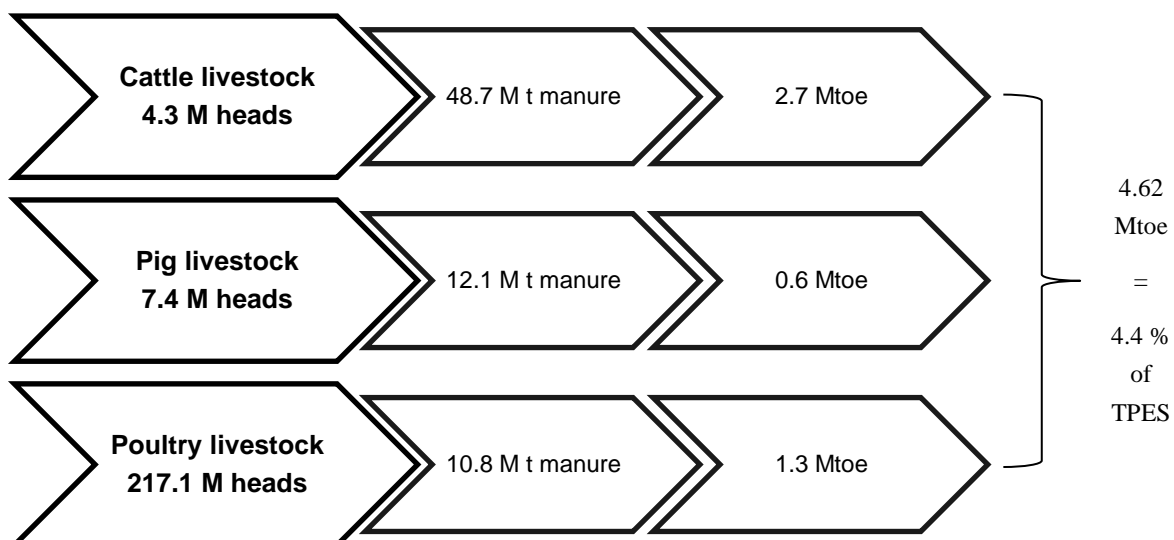 Cattle livestock
4.3 M heads
48.7 M t manure
2.7 Mtoe
Pig livestock
7.4 M heads
12.1 M t manure
0.6 Mtoe
Poultry livestock
217.1 M heads
10.8 M t manure
1.3 Mtoe
4.62
Mtoe
=
4.4 %
of
TPES